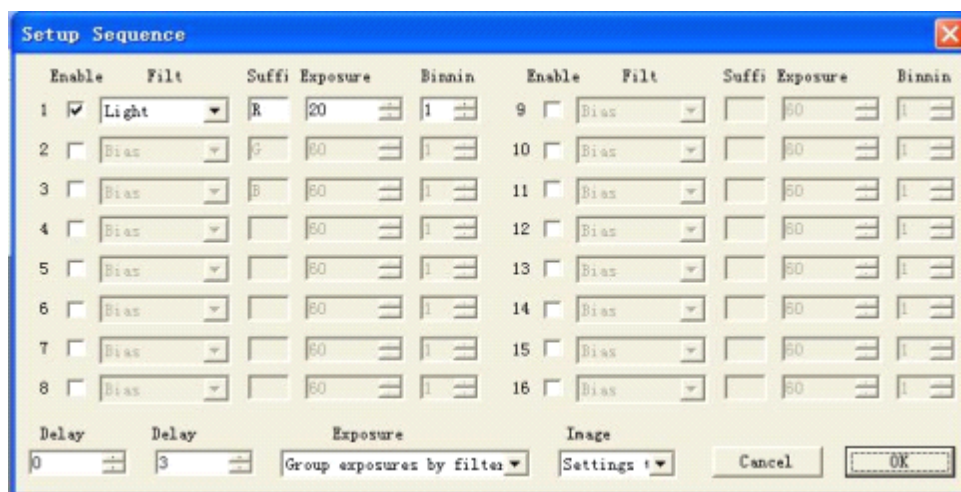 Setup Sequence
Enable Filt Suffi Exposure Binnin Enable Filt Suffi Exposure Binnin
1 Light R 20 1 9 Bias 60 1
2 Bias G 60 1 10 Bias 60 1
3 Bias B 60 1 11 Bias 60 1
4 Bias 60 1 12 Bias 60 1
5 Bias 60 1 13 Bias 60 1
6 Bias 60 1 14 Bias 60 1
7 Bias 60 1 15 Bias 60 1
8 Bias 60 1 16 Bias 60 1
Delay Delay Exposure Image
0 3 Group exposures by filter Settings Cancel OK